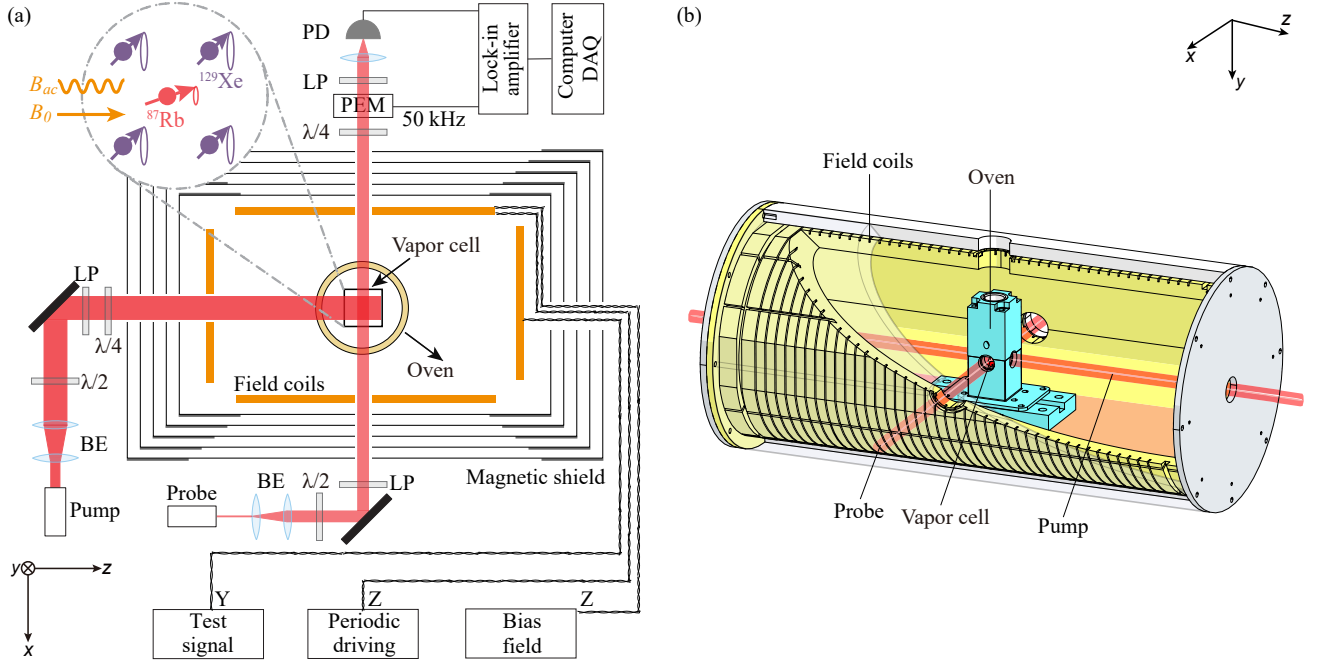 (a)
PD
Lock-in
amplifier
Computer
DAQ
LP
PEM
50 kHz
λ/4
B_ac
B_0
¹²⁹Xe
⁸⁷Rb
Vapor cell
LP
λ/4
λ/2
BE
Pump
Oven
Field coils
Magnetic shield
Probe
BE
λ/2
LP
y
z
x
Y
Test
signal
Z
Periodic
driving
Z
Bias
field
(b)
x
y
z
Field coils
Oven
Probe
Vapor cell
Pump